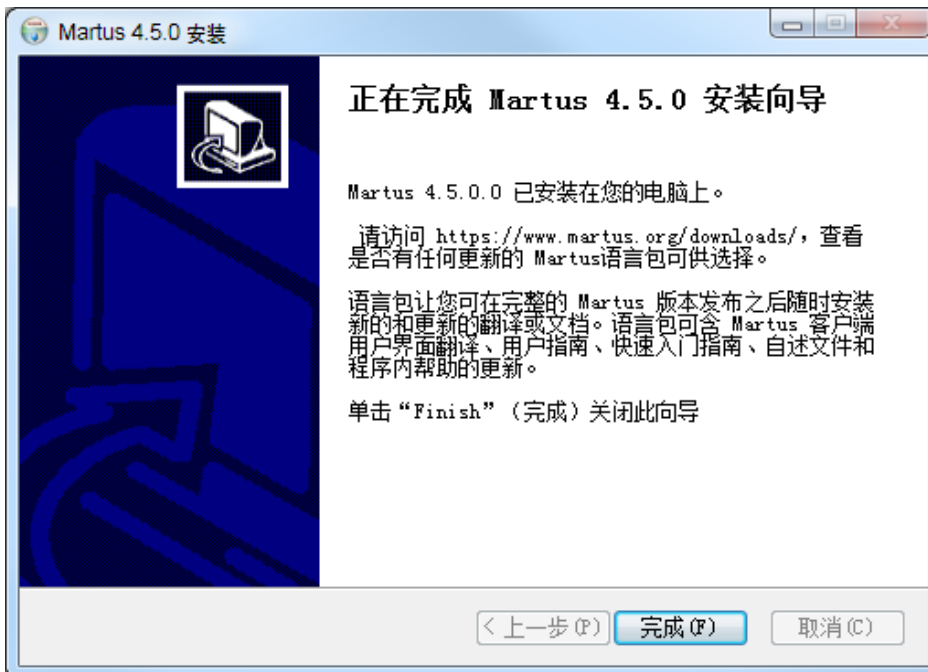 Martus 4.5.0 安装
正在完成 Martus 4.5.0 安装向导
Martus 4.5.0.0 已安装在您的电脑上。
请访问 https://www.martus.org/downloads/，查看
是否有任何更新的 Martus语言包可供选择。
语言包让您可在完整的 Martus 版本发布之后随时安装
新的和更新的翻译或文档。语言包可含 Martus 客户端
用户界面翻译、用户指南、快速入门指南、自述文件和
程序内帮助的更新。
单击“Finish”（完成）关闭此向导
< 上一步(P) 完成(F) 取消(C)